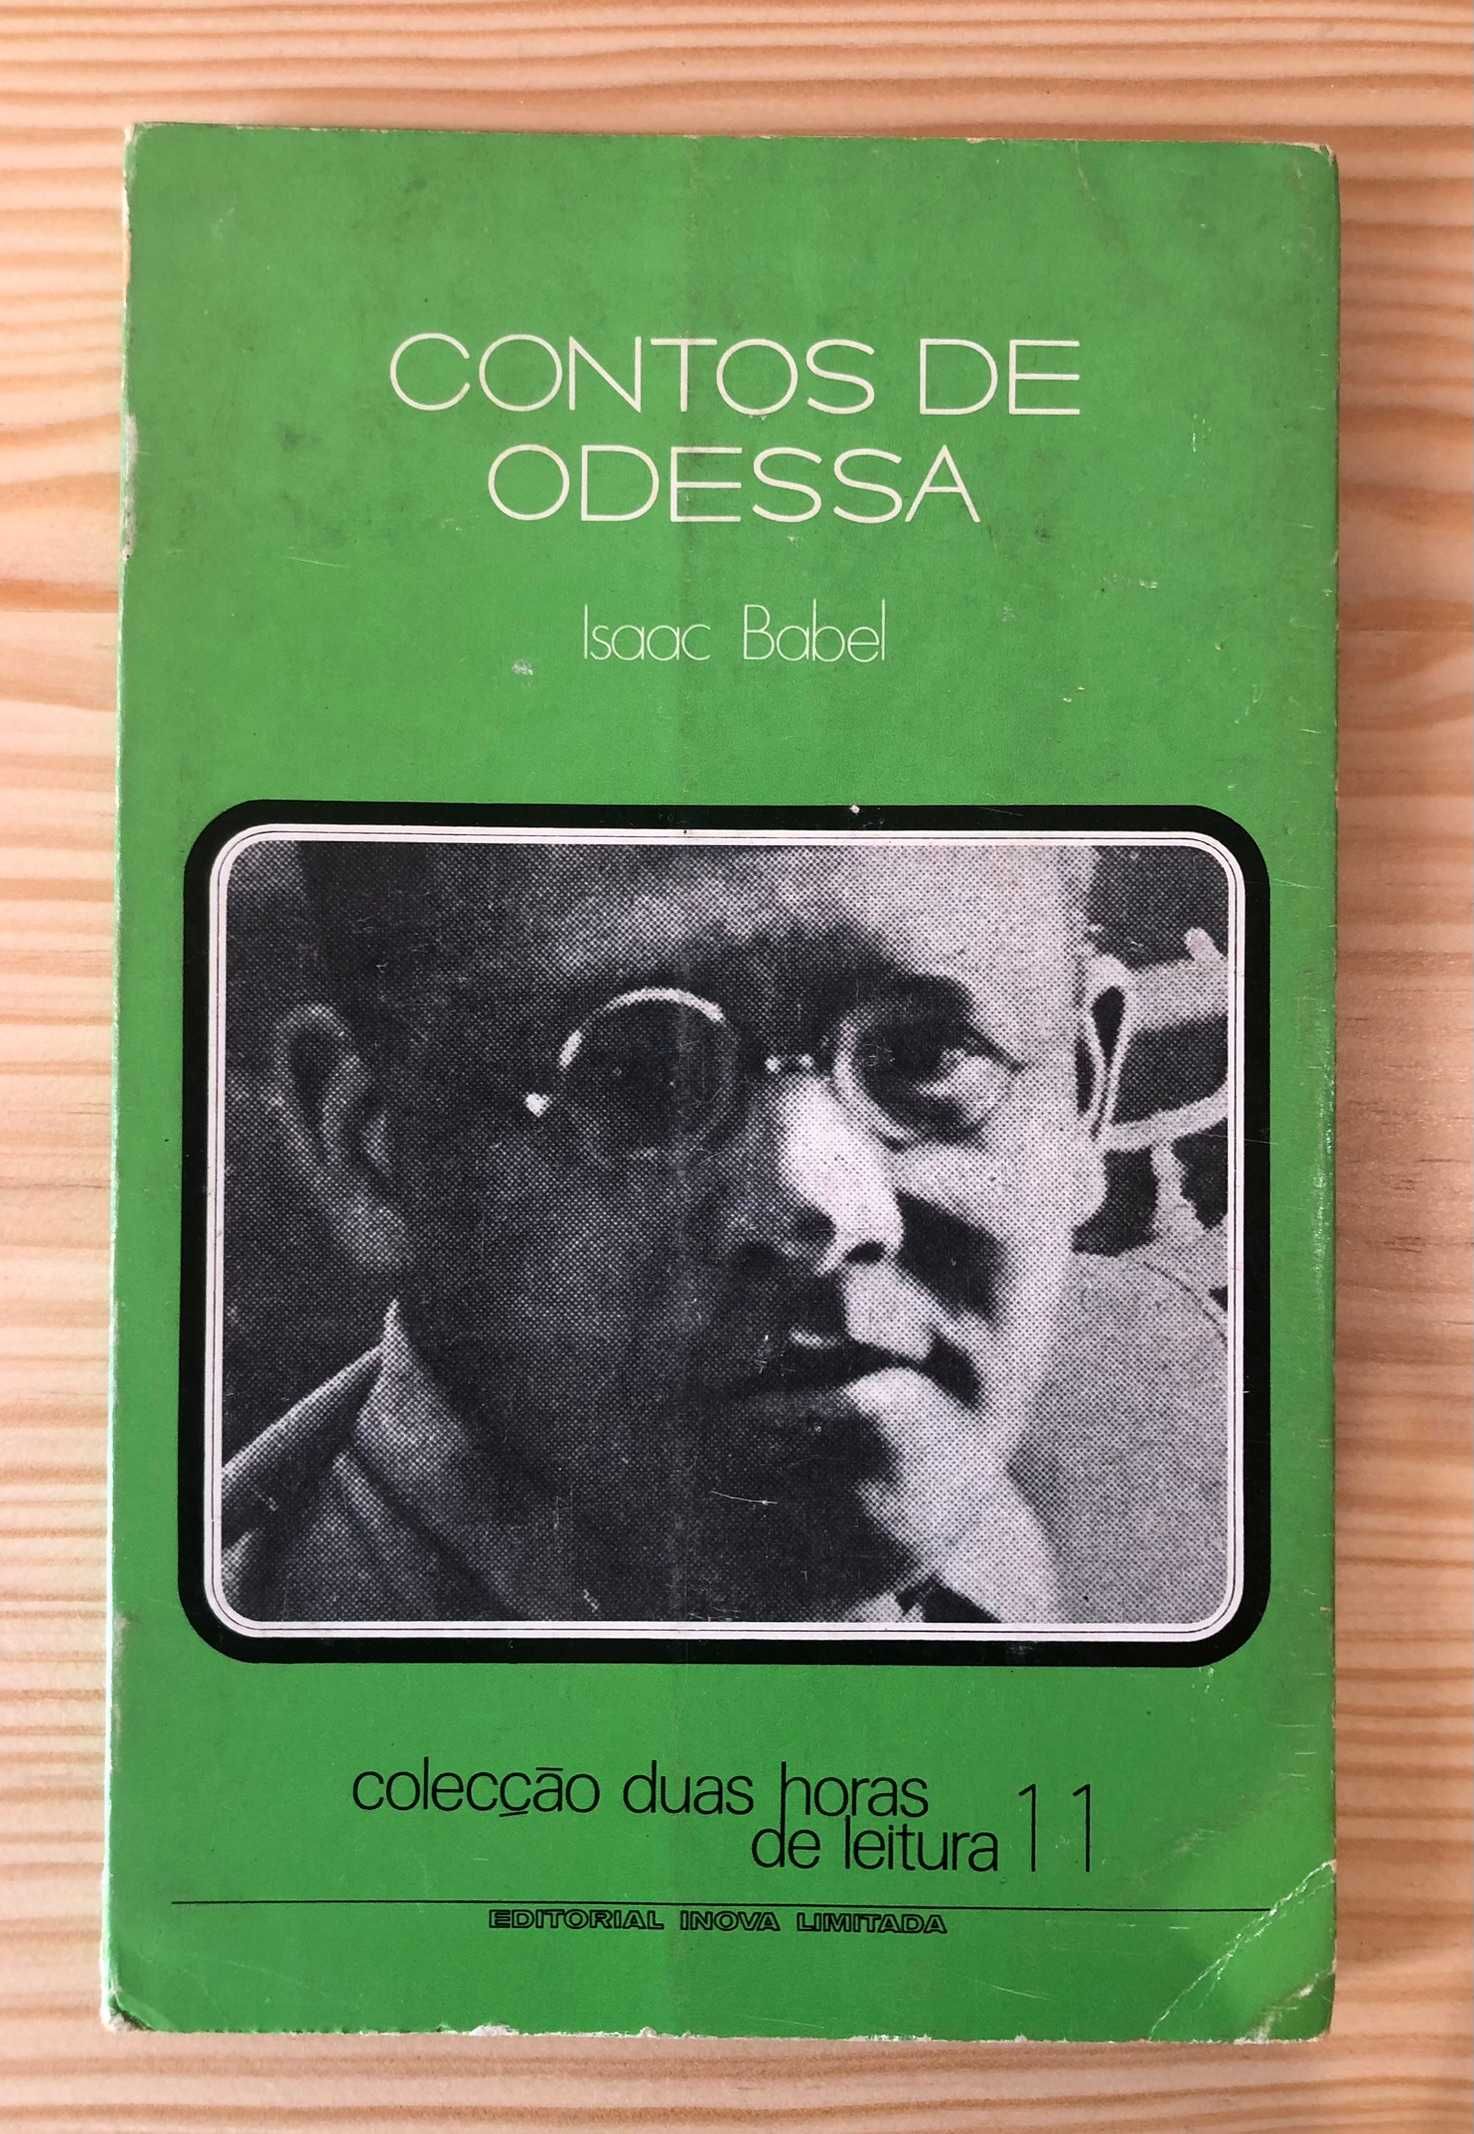 CONTOS DE
ODESSA
Isaac Babel
colecção duas horas
de leitura 11
EDITORIAL INOVA LIMITADA